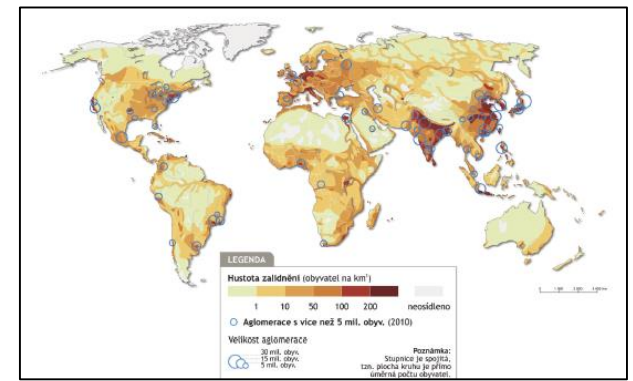 LEGENDA
Hustota zalidnění (obyvatel na km²)
1 10 50 100 200 neosídleno
Aglomerace s více než 5 mil. obyv. (2010)
Velikost aglomerace
30 mil. obyv.
15 mil. obyv.
5 mil. obyv.
Poznámka:
Stupnice je spojitá,
tzn. plocha kruhu je přímo
úměrná počtu obyvatel.